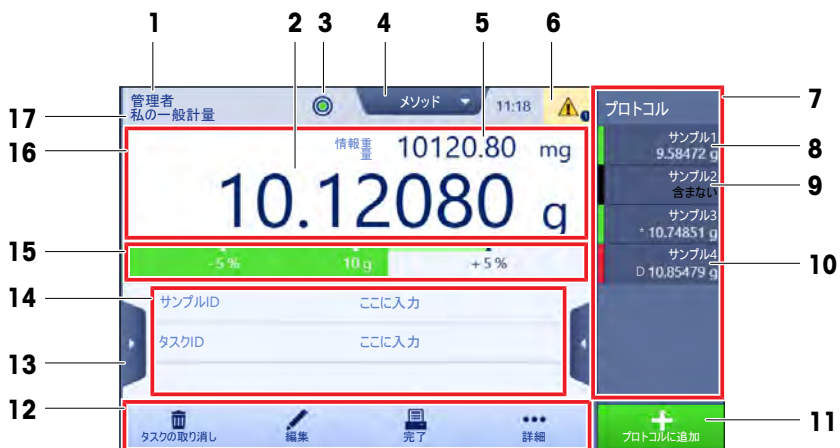 1
2
3
4
5
6
7
8
9
10
11
12
13
14
15
16
17
管理者
私の一般計量
メソッド
11:18
情報重量
10120.80 mg
10.12080 g
-5 %
10 g
+5 %
サンプルID
ここに入力
タスクID
ここに入力
タスクの取り消し
編集
完了
詳細
プロトコル
サンプル1
9.58472 g
サンプル2
含まない
サンプル3
* 10.74851 g
サンプル4
D 10.85479 g
プロトコルに追加